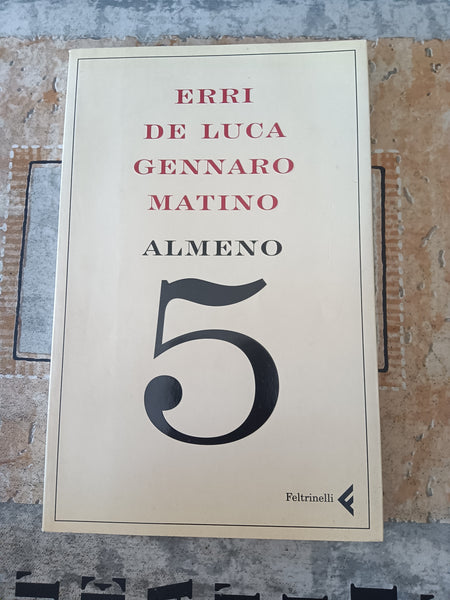 ERRI
DE LUCA
GENNARO
MATINO
ALMENO
5
Feltrinelli